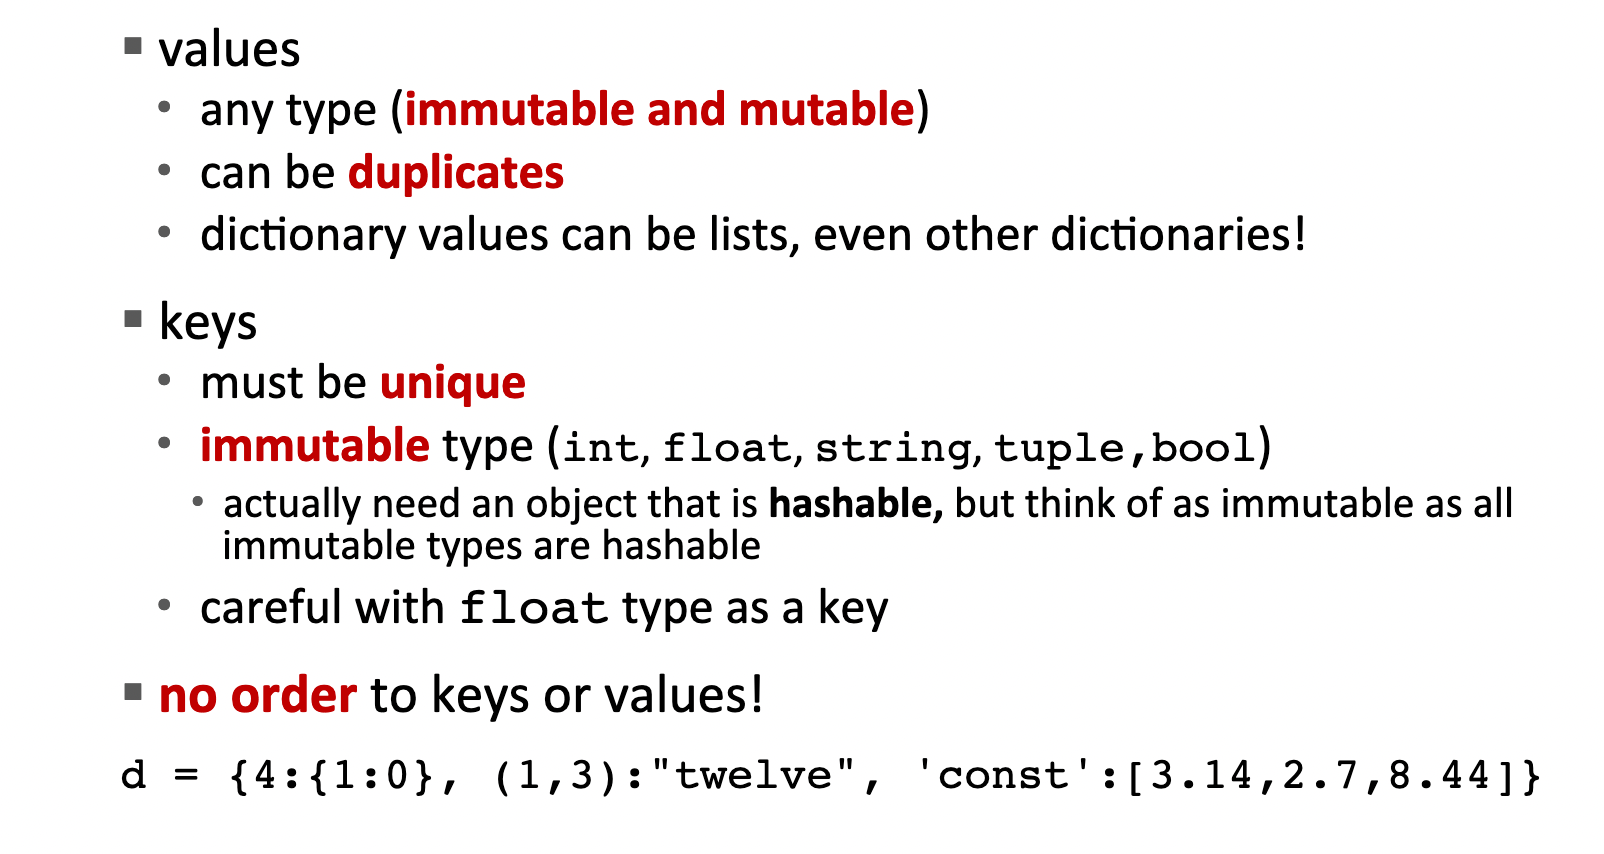 ▪ values
• any type (immutable and mutable)
• can be duplicates
• dictionary values can be lists, even other dictionaries!
▪ keys
• must be unique
• immutable type (int, float, string, tuple,bool)
• actually need an object that is hashable, but think of as immutable as all
immutable types are hashable
• careful with float type as a key
▪ no order to keys or values!
d = {4:{1:0}, (1,3):"twelve", 'const':[3.14,2.7,8.44]}